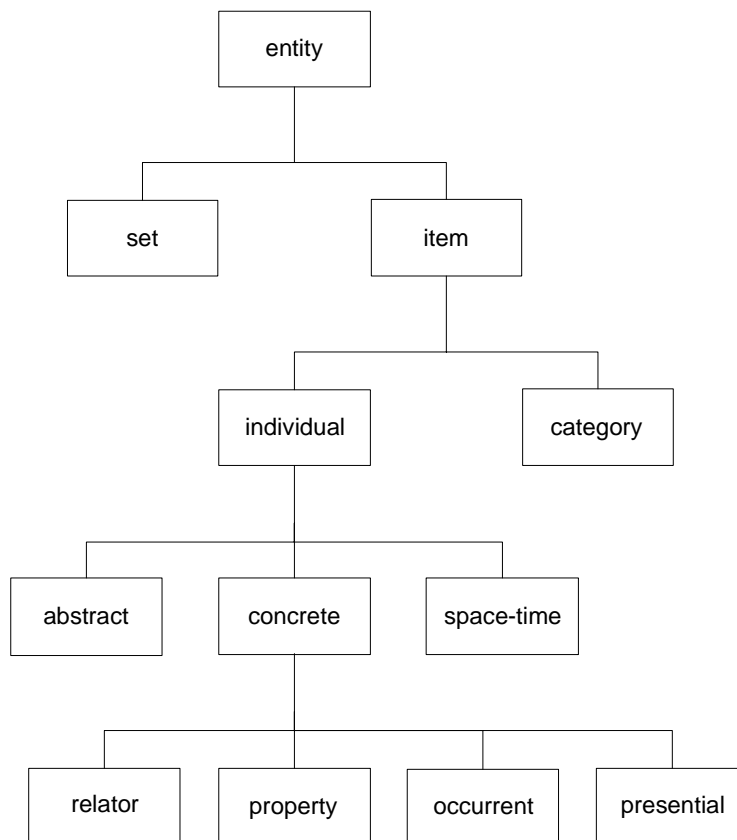 entity
set
item
individual
category
abstract
concrete
space-time
relator
property
occurrent
presential